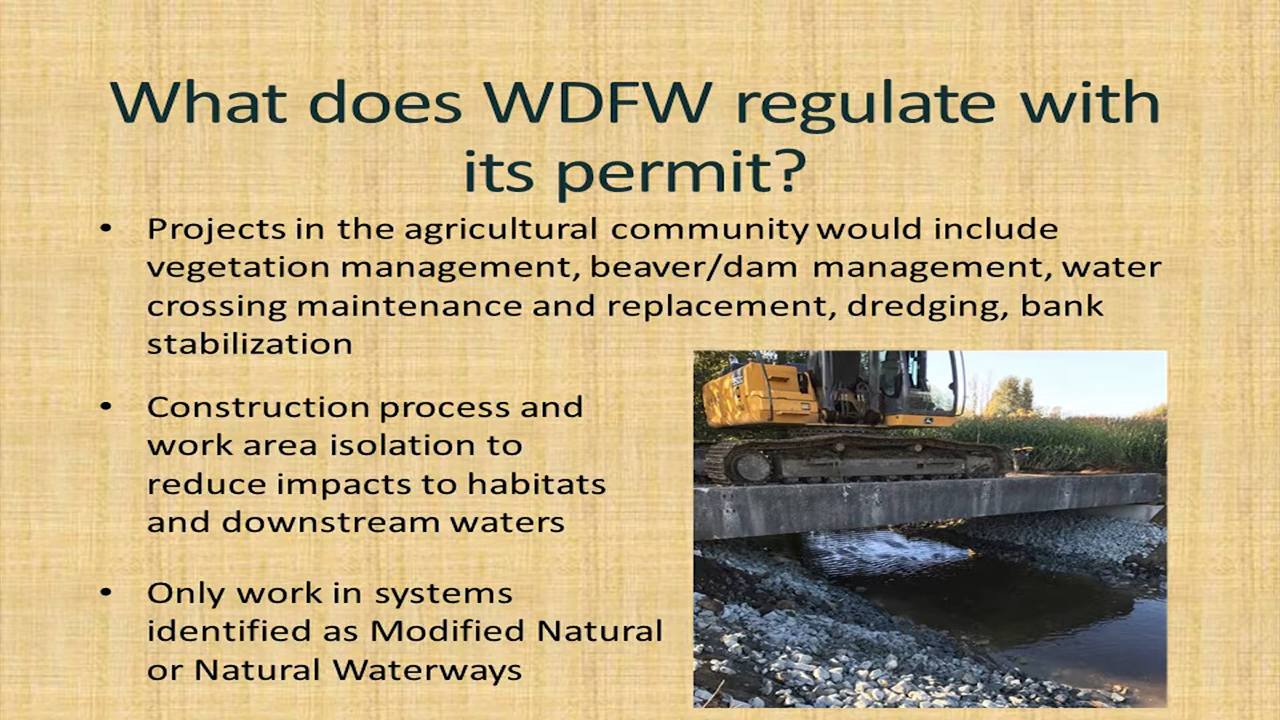 What does WDFW regulate with
its permit?
• Projects in the agricultural community would include
vegetation management, beaver/dam management, water
crossing maintenance and replacement, dredging, bank
stabilization
• Construction process and
work area isolation to
reduce impacts to habitats
and downstream waters
• Only work in systems
identified as Modified Natural
or Natural Waterways